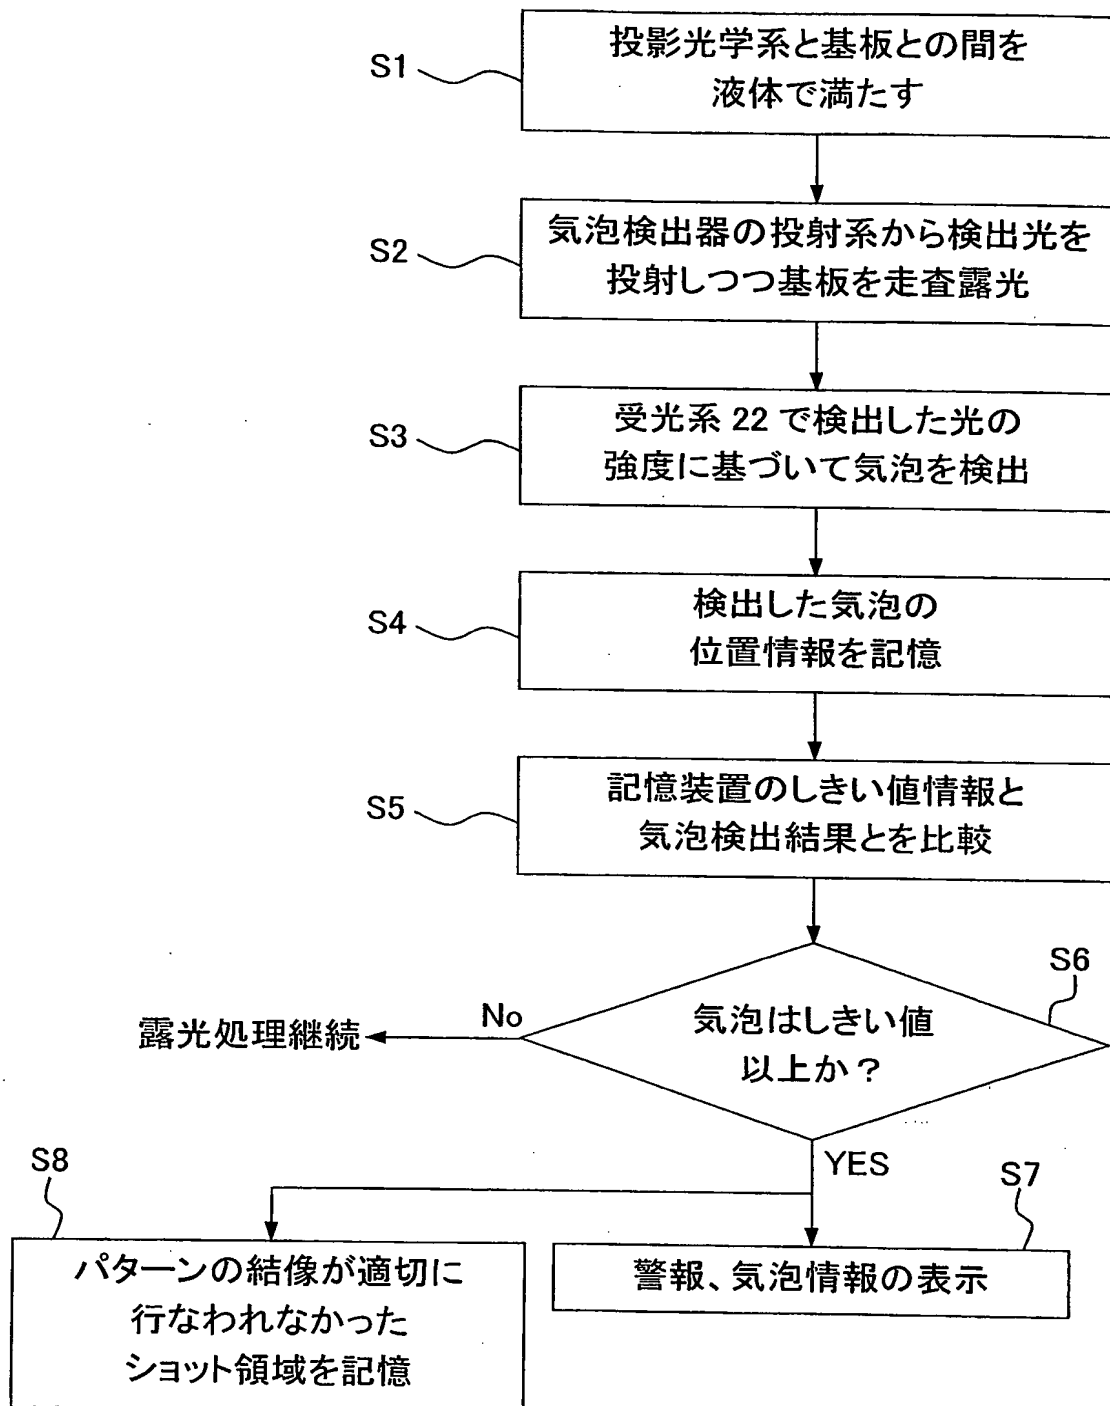 S1
投影光学系と基板との間を
液体で満たす
S2
気泡検出器の投射系から検出光を
投射しつつ基板を走査露光
S3
受光系 22 で検出した光の
強度に基づいて気泡を検出
S4
検出した気泡の
位置情報を記憶
S5
記憶装置のしきい値情報と
気泡検出結果とを比較
S6
気泡はしきい値
以上か？
No
露光処理継続
YES
S8
パターンの結像が適切に
行なわれなかった
ショット領域を記憶
S7
警報、気泡情報の表示